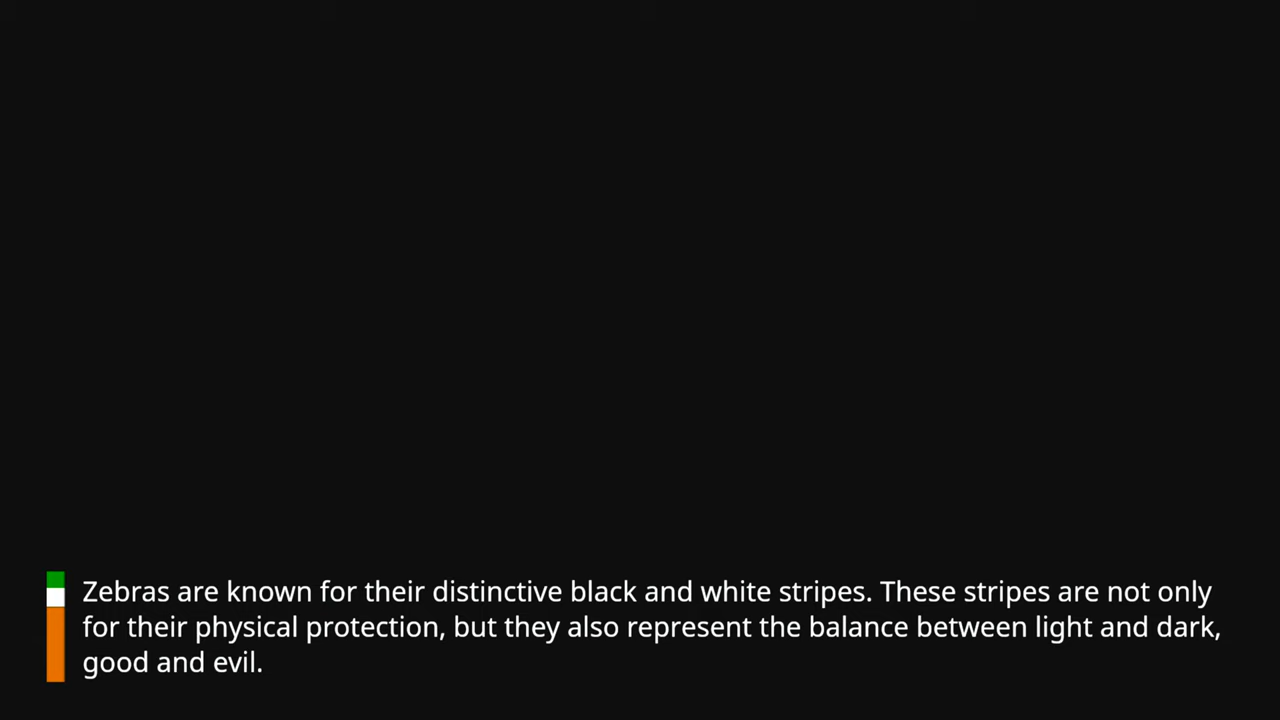 Zebras are known for their distinctive black and white stripes. These stripes are not only
for their physical protection, but they also represent the balance between light and dark,
good and evil.